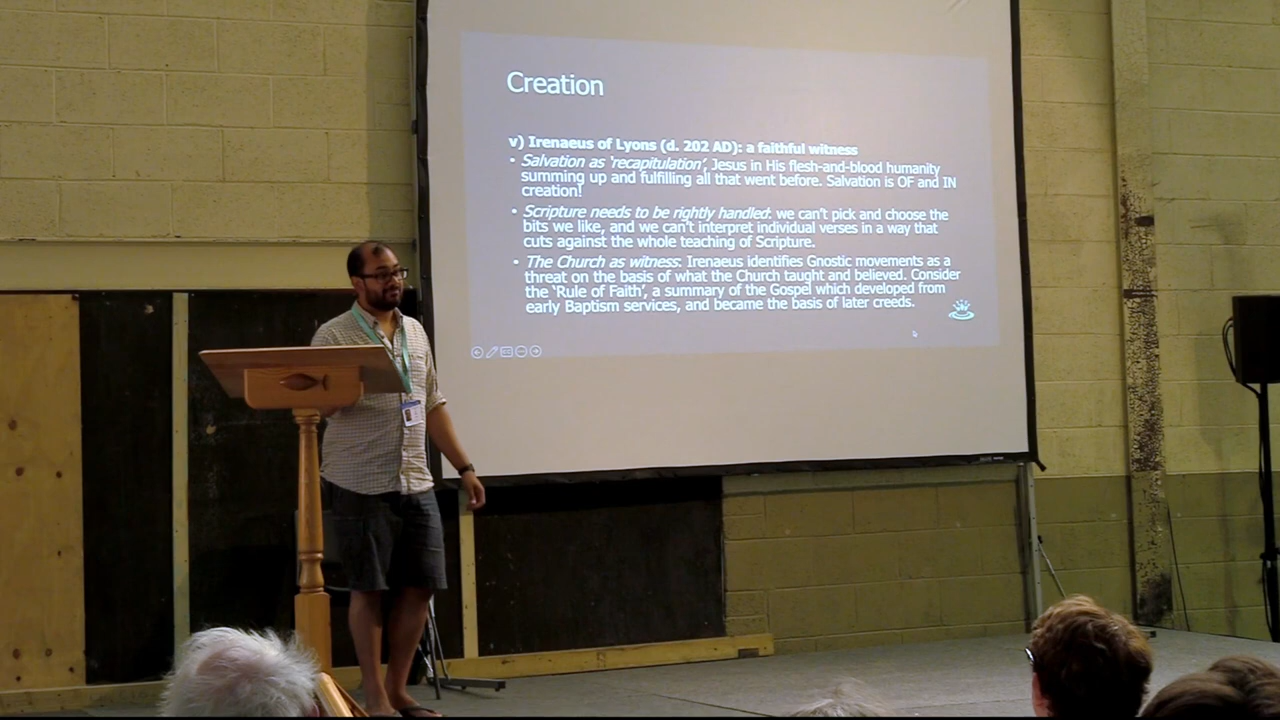 Creation
v) Irenaeus of Lyons (d. 202 AD): a faithful witness
• Salvation as 'recapitulation', Jesus in His flesh-and-blood humanity
summing up and fulfilling all that went before. Salvation is OF and IN
creation!
• Scripture needs to be rightly handled: we can't pick and choose the
bits we like, and we can't interpret individual verses in a way that
cuts against the whole teaching of Scripture.
• The Church as witness: Irenaeus identifies Gnostic movements as a
threat on the basis of what the Church taught and believed. Consider
the 'Rule of Faith', a summary of the Gospel which developed from
early Baptism services, and became the basis of later creeds.